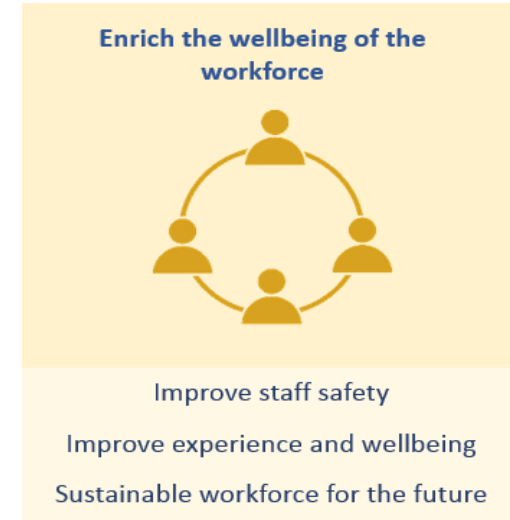 Enrich the wellbeing of the
workforce
Improve staff safety
Improve experience and wellbeing
Sustainable workforce for the future